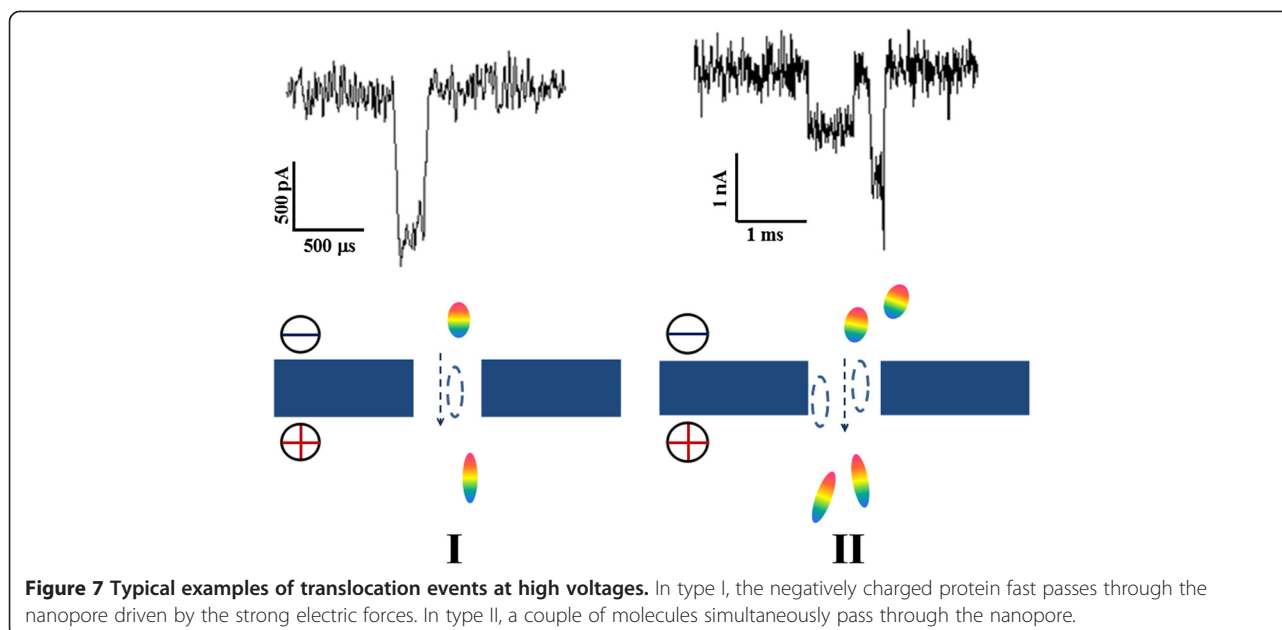 500 pA
500 μs
1 nA
1 ms
I
II
Figure 7 Typical examples of translocation events at high voltages. In type I, the negatively charged protein fast passes through the
nanopore driven by the strong electric forces. In type II, a couple of molecules simultaneously pass through the nanopore.